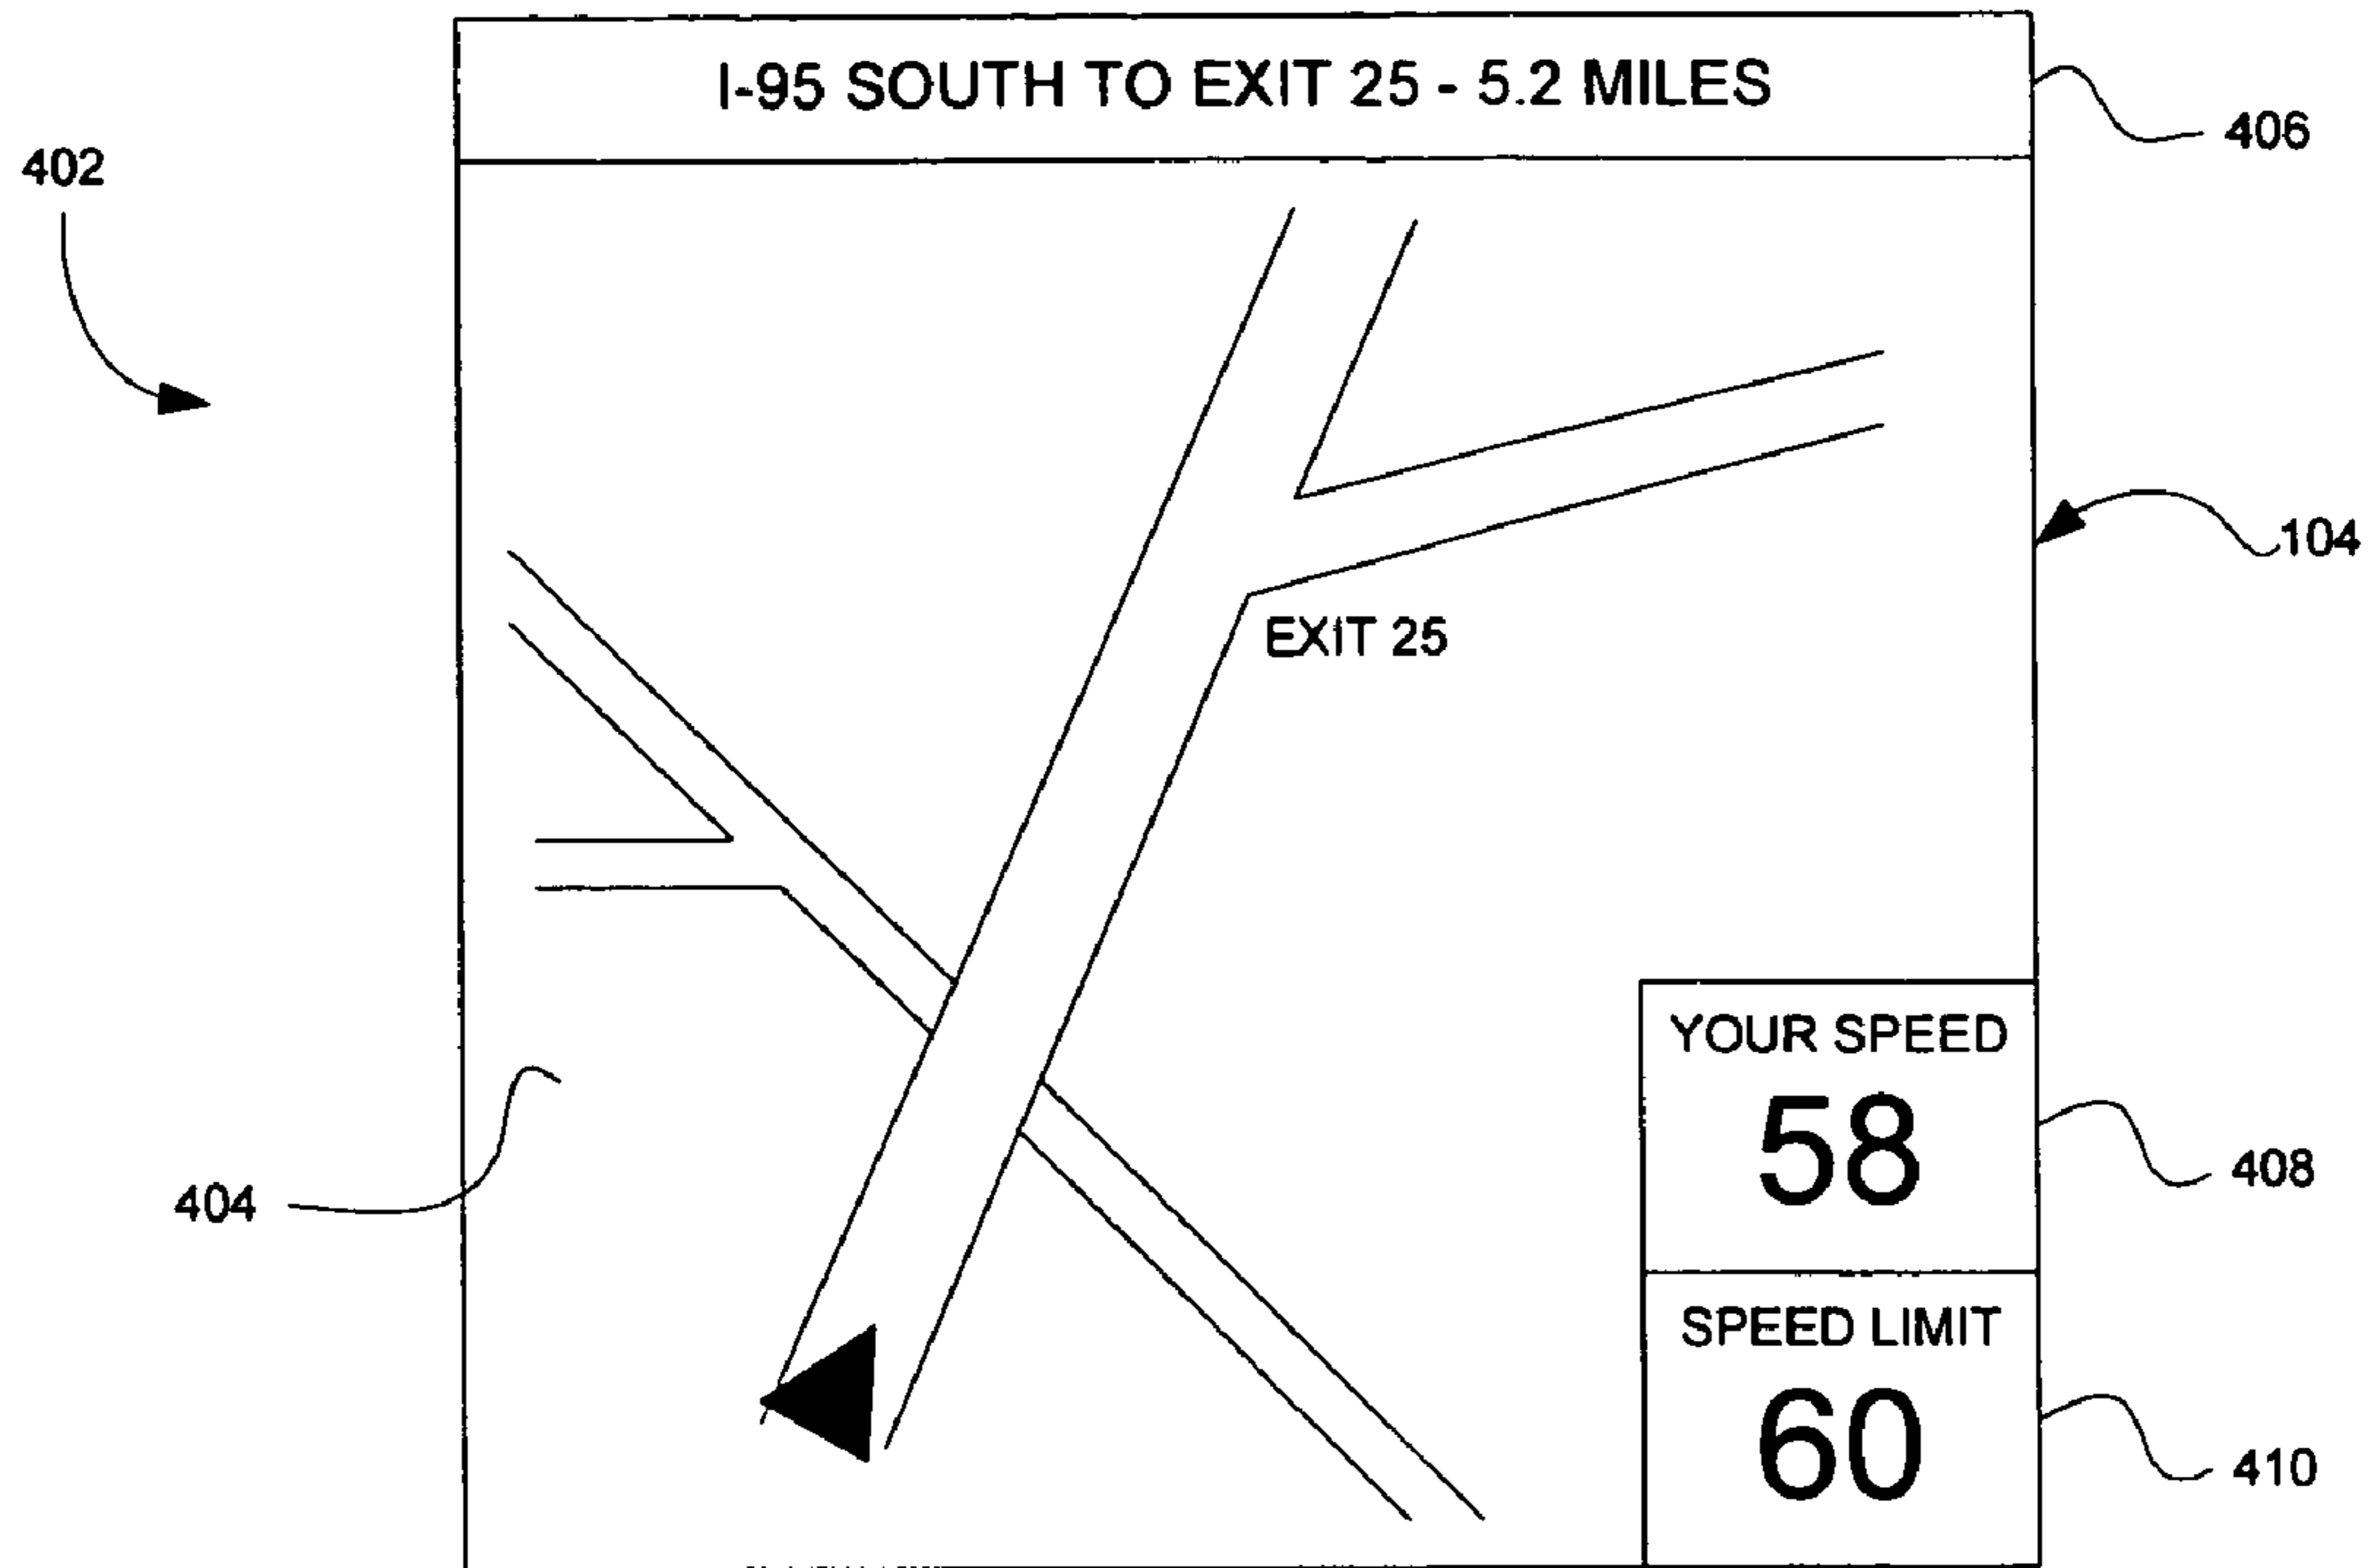 I-95 SOUTH TO EXIT 25 - 5.2 MILES
406
402
104
EXIT 25
YOUR SPEED
58
408
404
SPEED LIMIT
60
410